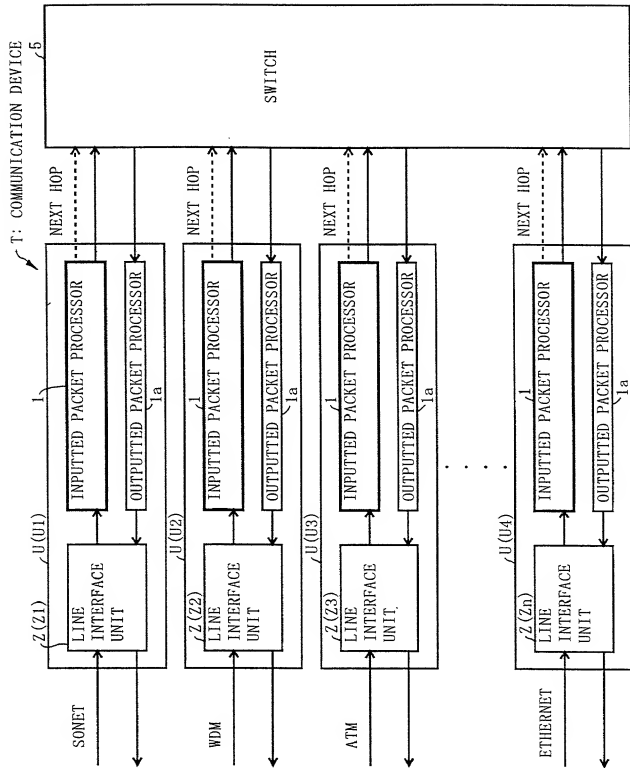 T: COMMUNICATION DEVICE
5
SWITCH
SONET
Z(Z1)
LINE
INTERFACE
UNIT
U(U1)
1
INPUTTED PACKET PROCESSOR
OUTPUTTED PACKET PROCESSOR
1a
NEXT HOP
WDM
Z(Z2)
LINE
INTERFACE
UNIT
U(U2)
1
INPUTTED PACKET PROCESSOR
OUTPUTTED PACKET PROCESSOR
1a
NEXT HOP
ATM
Z(Z3)
LINE
INTERFACE
UNIT
U(U3)
1
INPUTTED PACKET PROCESSOR
OUTPUTTED PACKET PROCESSOR
1a
NEXT HOP
. . . . .
ETHERNET
Z(Zn)
LINE
INTERFACE
UNIT
U(U4)
1
INPUTTED PACKET PROCESSOR
OUTPUTTED PACKET PROCESSOR
1a
NEXT HOP